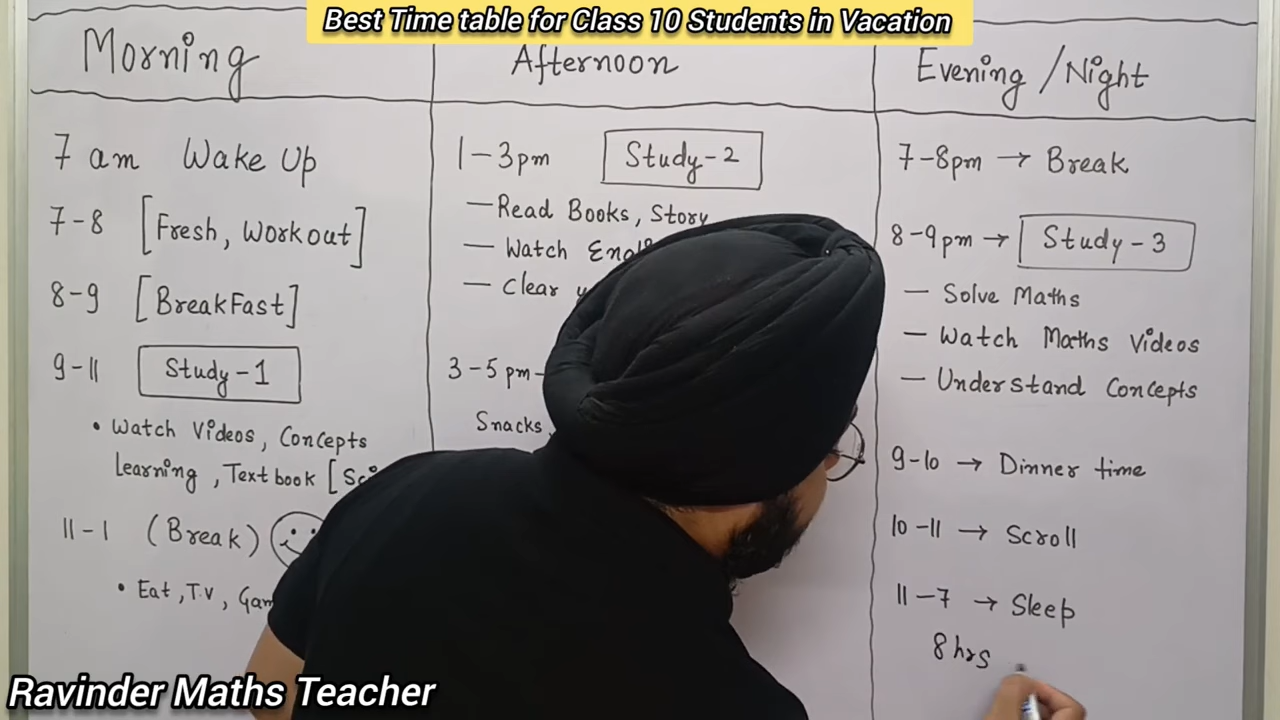 Best Time table for Class 10 Students in Vacation
Morning
7 am Wake Up
7-8 [Fresh, Workout]
8-9 [BreakFast]
9-11 Study-1
• Watch Videos, Concepts
Learning, Textbook [
11-1 (Break)
• Eat, T.V,
Afternoon
1-3pm Study-2
— Read Books, Story
— Watch
— Clear
3-5 pm-
Snacks
Evening/Night
7-8pm → Break
8-9pm → Study-3
— Solve Maths
— Watch Maths Videos
— Understand Concepts
9-10 → Dinner time
10-11 → Scroll
11-7 → Sleep
8 hrs
Ravinder Maths Teacher